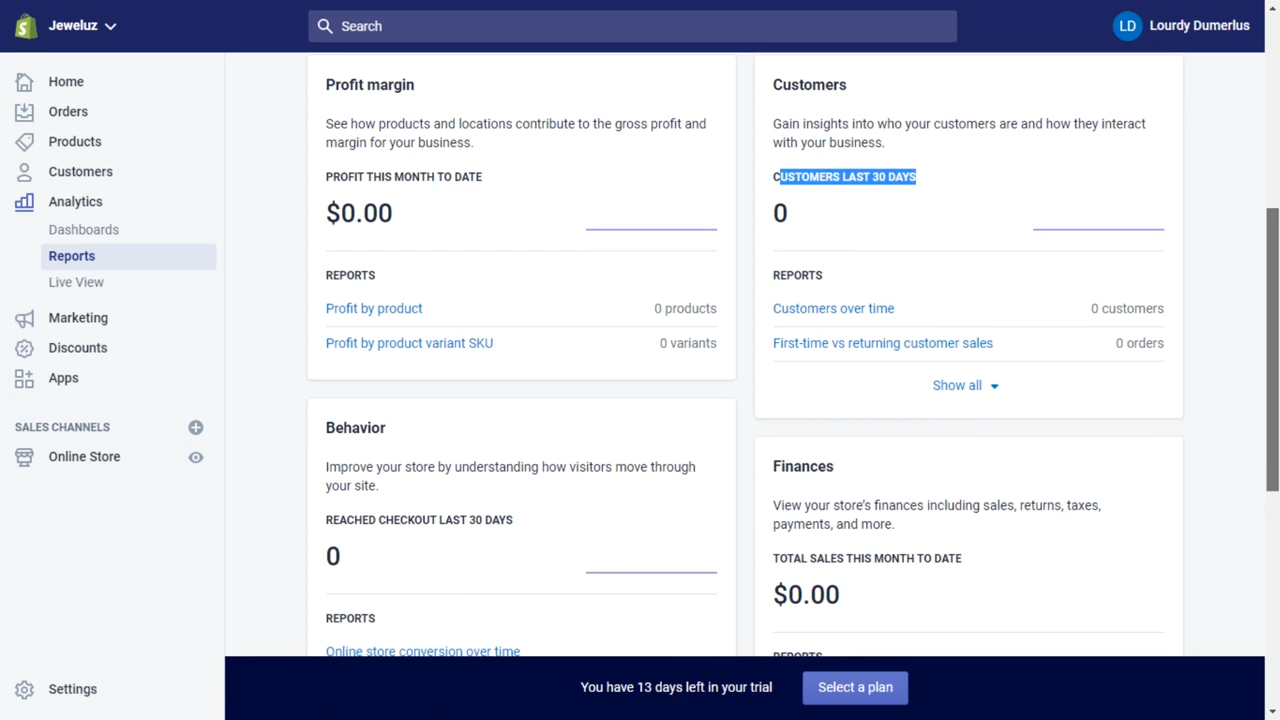 Jeweluz
Search
LD Lourdy Dumerlus
Home
Orders
Products
Customers
Analytics
Dashboards
Reports
Live View
Marketing
Discounts
Apps
SALES CHANNELS
Online Store
Settings
Profit margin
See how products and locations contribute to the gross profit and
margin for your business.
PROFIT THIS MONTH TO DATE
$0.00
REPORTS
Profit by product 0 products
Profit by product variant SKU 0 variants
Behavior
Improve your store by understanding how visitors move through
your site.
REACHED CHECKOUT LAST 30 DAYS
0
REPORTS
Online store conversion over time
Customers
Gain insights into who your customers are and how they interact
with your business.
CUSTOMERS LAST 30 DAYS
0
REPORTS
Customers over time 0 customers
First-time vs returning customer sales 0 orders
Show all
Finances
View your store's finances including sales, returns, taxes,
payments, and more.
TOTAL SALES THIS MONTH TO DATE
$0.00
REPORTS
You have 13 days left in your trial
Select a plan